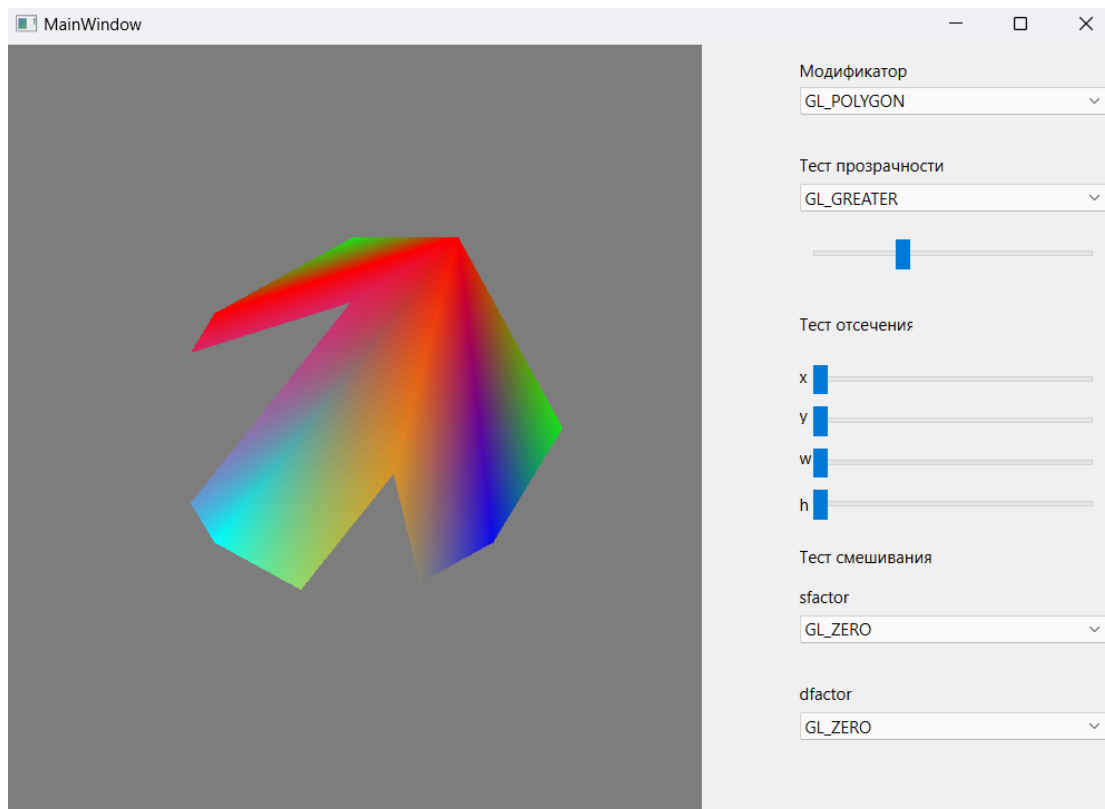 MainWindow
Модификатор
GL_POLYGON
Тест прозрачности
GL_GREATER
Тест отсечения
x
y
w
h
Тест смешивания
sfactor
GL_ZERO
dfactor
GL_ZERO